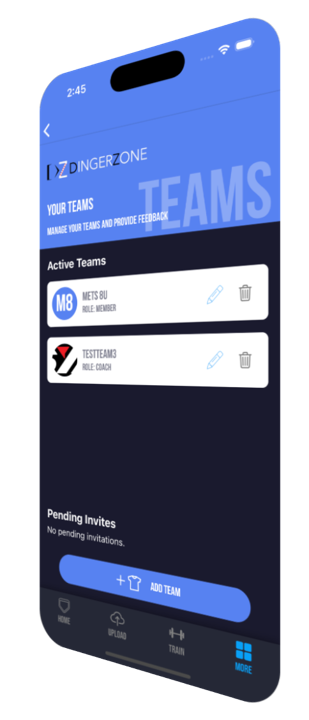 2:45
DZ DINGERZONE
TEAMS
YOUR TEAMS
MANAGE YOUR TEAMS AND PROVIDE FEEDBACK
Active Teams
M8
METS 8U
ROLE: MEMBER
TESTTEAM3
ROLE: COACH
Pending Invites
No pending invitations.
+ ADD TEAM
HOME
UPLOAD
TRAIN
MORE